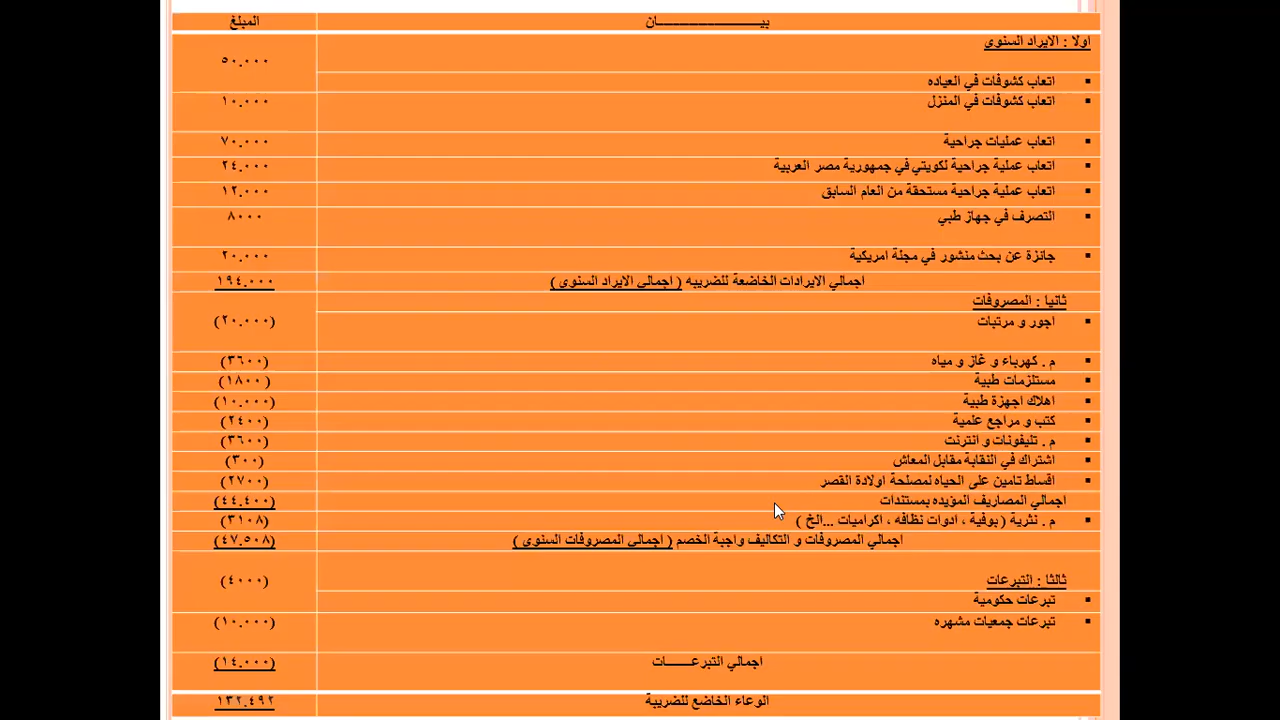 بيـــــــــــــــــــان المبلغ
اولا : الايراد السنوى
٥٠.٠٠٠
▪ اتعاب كشوفات في العياده
▪ اتعاب كشوفات في المنزل ١٠.٠٠٠
▪ اتعاب عمليات جراحية ٧٠.٠٠٠
▪ اتعاب عملية جراحية لكويتي في جمهورية مصر العربية ٢٤.٠٠٠
▪ اتعاب عملية جراحية مستحقة من العام السابق ١٢.٠٠٠
▪ التصرف في جهاز طبي ٨٠٠٠
▪ جائزة عن بحث منشور في مجلة امريكية ٢٠.٠٠٠
اجمالي الايرادات الخاضعة للضريبه ( اجمالي الايراد السنوى ) ١٩٤.٠٠٠
ثانيا : المصروفات
▪ اجور و مرتبات (٢٠.٠٠٠)
▪ م . كهرباء و غاز و مياه (٣٦٠٠)
▪ مستلزمات طبية (١٨٠٠ )
▪ اهلاك اجهزة طبية (١٠.٠٠٠)
▪ كتب و مراجع علمية (٢٤٠٠)
▪ م . تليفونات و انترنت (٣٦٠٠)
▪ اشتراك في النقابة مقابل المعاش (٣٠٠)
▪ اقساط تامين على الحياه لمصلحة اولادة القصر (٢٧٠٠)
اجمالي المصاريف المؤيده بمستندات (٤٤.٤٠٠)
▪ م . نثرية ( بوفية ، ادوات نظافه ، اكراميات ...الخ ) (٣١٠٨)
اجمالي المصروفات و التكاليف واجبة الخصم ( اجمالي المصروفات السنوى ) (٤٧.٥٠٨)
ثالثا : التبرعات (٤٠٠٠)
▪ تبرعات حكومية
▪ تبرعات جمعيات مشهره (١٠.٠٠٠)
اجمالي التبرعـــــــات (١٤.٠٠٠)
الوعاء الخاضع للضريبة ١٣٢.٤٩٢